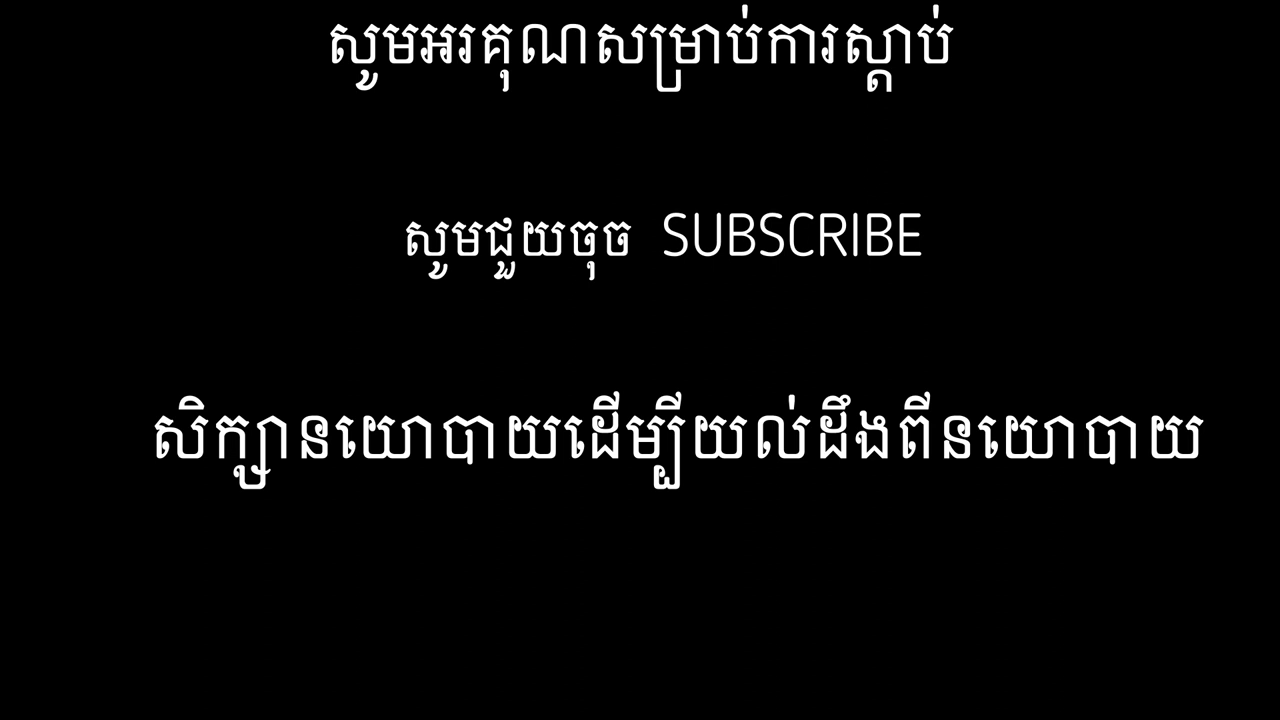 សូមអរគុណសម្រាប់ការស្តាប់
សូមជួយចុច SUBSCRIBE
សិក្សានយោបាយដើម្បីយល់ដឹងពីនយោបាយ